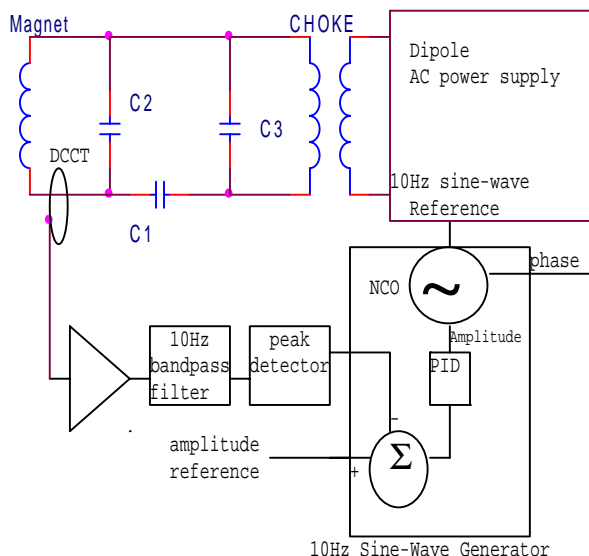 Magnet
CHOKE
Dipole
AC power supply
C2
C3
DCCT
C1
10Hz sine-wave
Reference
phase
NCO
~
Amplitude
10Hz
bandpass
filter
peak
detector
PID
-
amplitude
reference
+
Σ
10Hz Sine-Wave Generator